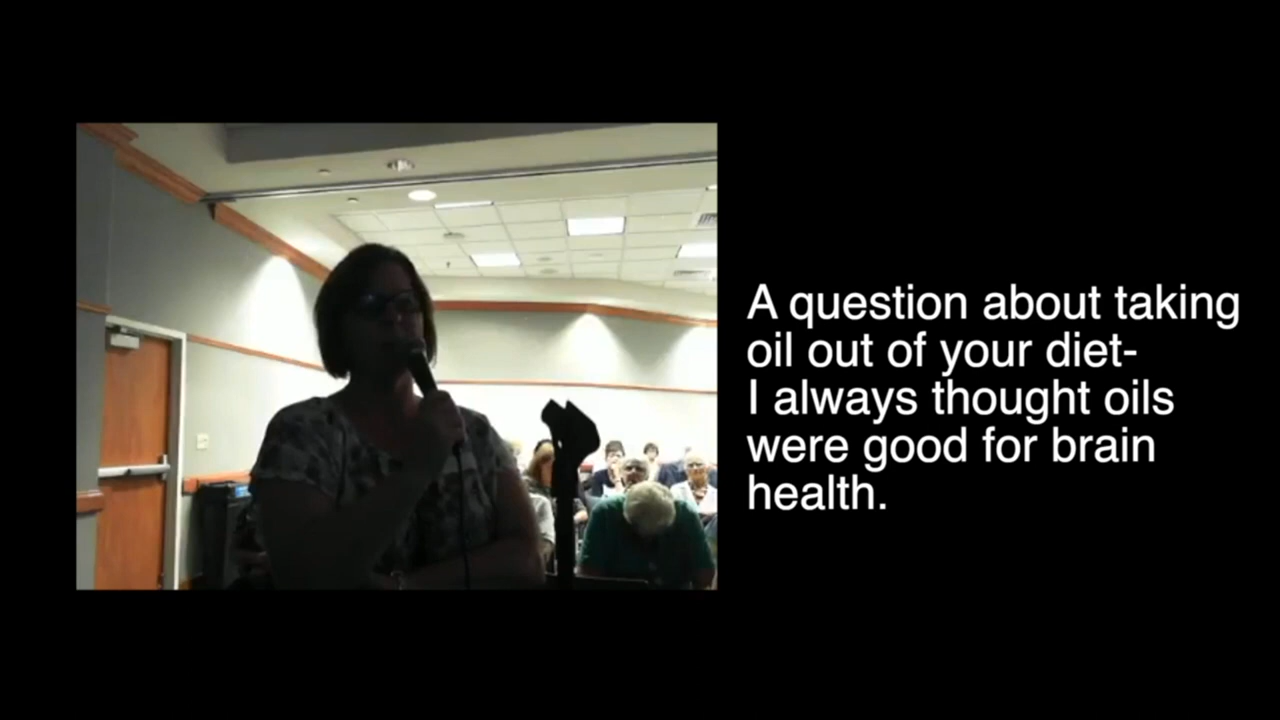 A question about taking
oil out of your diet-
I always thought oils
were good for brain
health.